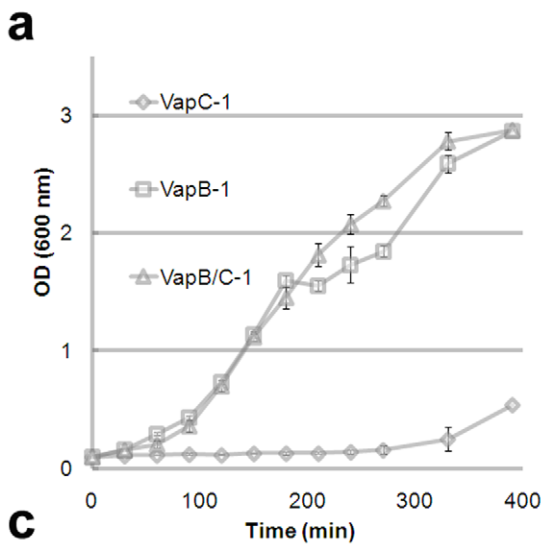 a
3
VapC-1
VapB-1
2
VapB/C-1
1
0
OD (600 nm)
0 100 200 300 400
Time (min)
c